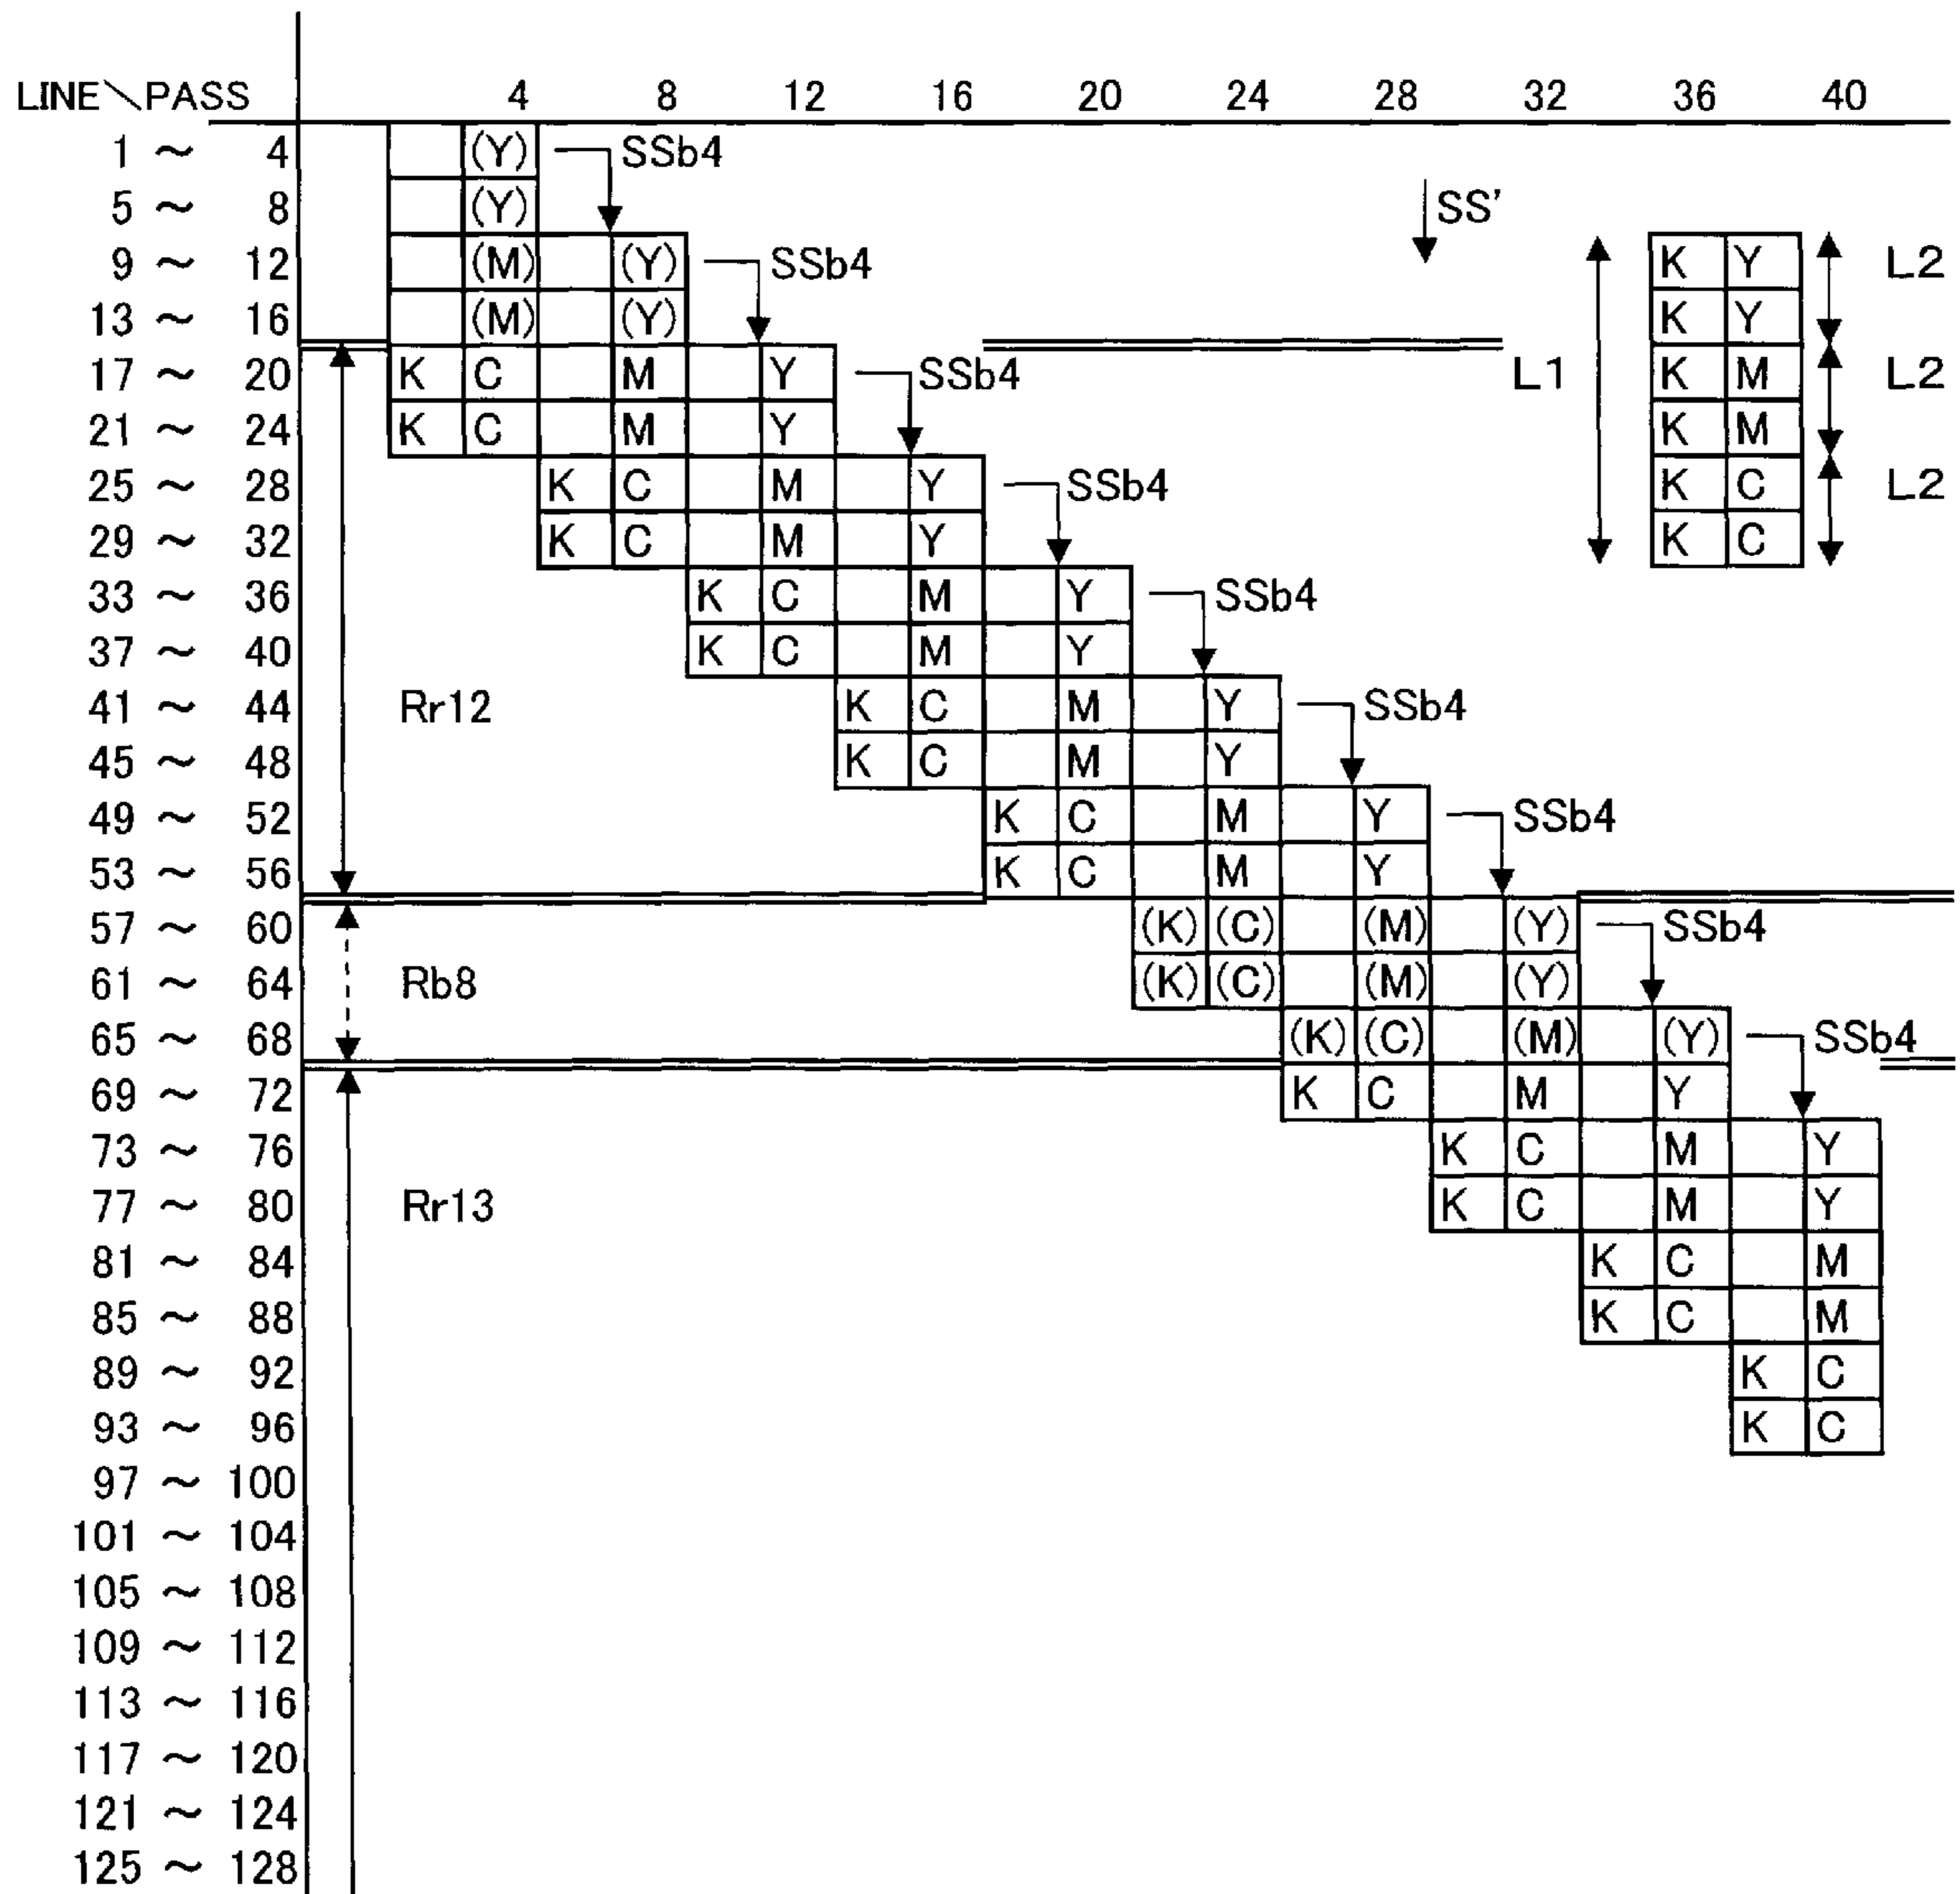 LINE＼PASS 4 8 12 16 20 24 28 32 36 40
1 ～ 4 (Y) SSb4
5 ～ 8 (Y) SS'
9 ～ 12 (M) (Y) SSb4 K Y L2
13 ～ 16 (M) (Y) K Y
17 ～ 20 K C M Y SSb4 L1 K M L2
21 ～ 24 K C M Y K M
25 ～ 28 K C M Y SSb4 K C L2
29 ～ 32 K C M Y K C
33 ～ 36 K C M Y SSb4
37 ～ 40 K C M Y
41 ～ 44 Rr12 K C M Y SSb4
45 ～ 48 K C M Y
49 ～ 52 K C M Y SSb4
53 ～ 56 K C M Y
57 ～ 60 (K) (C) (M) (Y) SSb4
61 ～ 64 Rb8 (K) (C) (M) (Y)
65 ～ 68 (K) (C) (M) (Y) SSb4
69 ～ 72 K C M Y
73 ～ 76 K C M Y
77 ～ 80 Rr13 K C M Y
81 ～ 84 K C M
85 ～ 88 K C M
89 ～ 92 K C
93 ～ 96 K C
97 ～ 100
101 ～ 104
105 ～ 108
109 ～ 112
113 ～ 116
117 ～ 120
121 ～ 124
125 ～ 128